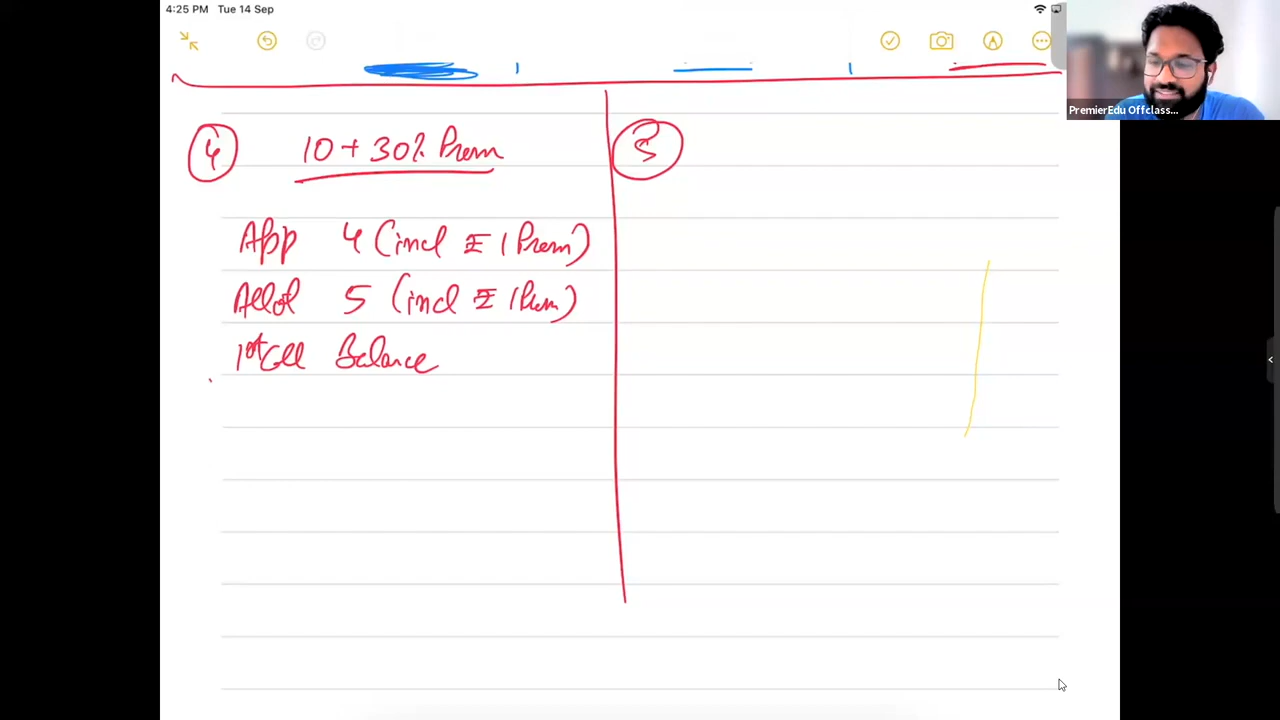 4:25 PM Tue 14 Sep
PremierEdu Offclass...
4 10 + 30% Prem
App 4 (incl ₹ 1 Prem)
Allot 5 (incl ₹ 1 Prem)
1st Call Balance
5